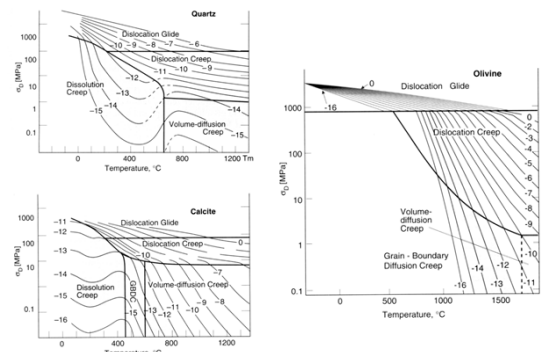 Quartz
1000
100
10
1
0.1
σD [MPa]
Dislocation Glide
-10 -9 -8 -7 -6
Dislocation Creep
-11
-10
-9
-12
-13
-14
-15
Dissolution
Creep
-14
Volume-diffusion
Creep
-15
0 400 800 1200 Tm
Temperature, °C
Calcite
1000
100
10
0.1
σD [MPa]
-11
-12
-13
-14
-15
-16
Dislocation Glide
Dislocation Creep
0
-10
-7
Dissolution
Creep
GBDC
Volume-diffusion Creep
-15 -13 -12 -11 -10 -9 -8
0 400 800 1200
Temperature, °C
Olivine
1000
100
10
1
0.1
σD [MPa]
0
Dislocation Glide
-16
Dislocation Creep
0
-2
-3
-4
-5
-6
-7
-8
-9
-10
-11
Volume-
diffusion
Creep
Grain - Boundary
Diffusion Creep
-14 -12
-16 -13
0 500 1000 1500
Temperature, °C